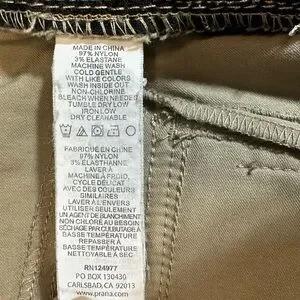 MADE IN CHINA
97% NYLON
3% ELASTANE
MACHINE WASH
COLD GENTLE
WITH LIKE COLORS
WASH INSIDE OUT
NON-CHLORINE
BLEACH WHEN NEEDED
TUMBLE DRY LOW
IRON LOW
DRY CLEANABLE
FABRIQUÉ EN CHINE
97% NYLON
3% ÉLASTHANNE
LAVER À
MACHINE À FROID,
CYCLE DÉLICAT
AVEC DES COULEURS
SIMILAIRES
LAVER À L'ENVERS
SEULEMENT UTILISER
UN AGENT DE BLANCHIMENT
NON CHLORÉ AU BESOIN
SÉCHAGE PAR CULBUTAGE À
BASSE TEMPÉRATURE
REPASSER À
BASSE TEMPÉRATURE
NETTOYABLE À SEC
RN124977
PO BOX 130430
CARLSBAD, CA 92013
www.prana.com